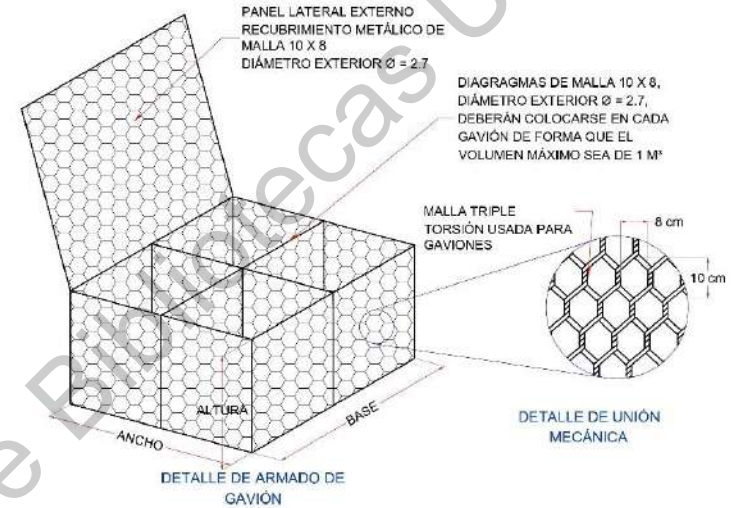 PANEL LATERAL EXTERNO
RECUBRIMIENTO METÁLICO DE
MALLA 10 X 8
DIÁMETRO EXTERIOR Ø = 2.7
DIAGRAGMAS DE MALLA 10 X 8,
DIÁMETRO EXTERIOR Ø = 2.7,
DEBERÁN COLOCARSE EN CADA
GAVIÓN DE FORMA QUE EL
VOLUMEN MÁXIMO SEA DE 1 M³
MALLA TRIPLE
TORSIÓN USADA PARA
GAVIONES
8 cm
10 cm
ALTURA
ANCHO
BASE
DETALLE DE UNIÓN
MECÁNICA
DETALLE DE ARMADO DE
GAVIÓN
e Bibliotecas U